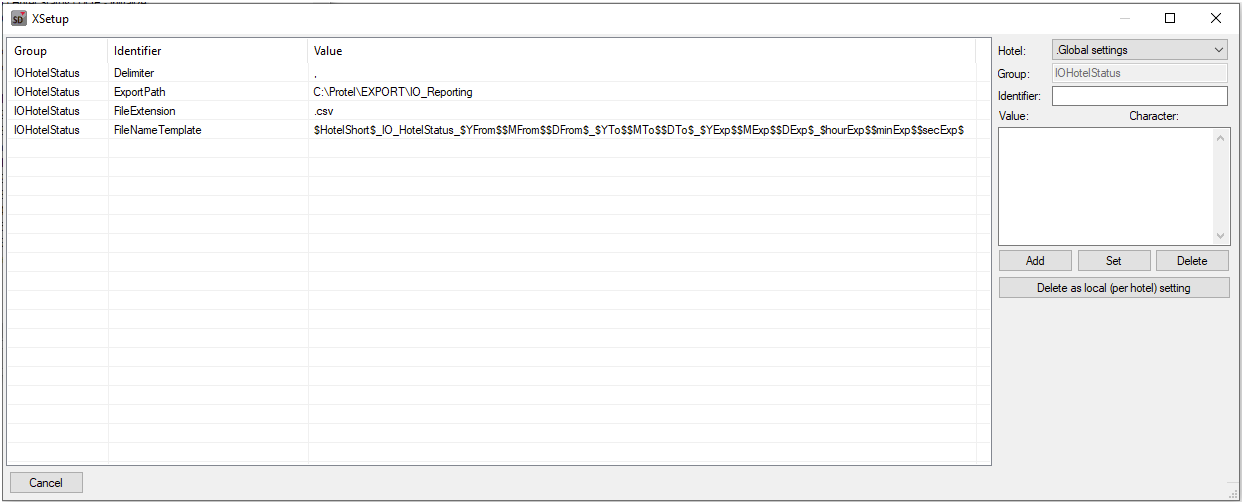 XSetup
Group Identifier Value
IOHotelStatus Delimiter ,
IOHotelStatus ExportPath C:\Protel\EXPORT\IO_Reporting
IOHotelStatus FileExtension .csv
IOHotelStatus FileNameTemplate $HotelShort$_IO_HotelStatus_$YFrom$$MFrom$$DFrom$_$YTo$$MTo$$DTo$_$YExp$$MExp$$DExp$_$hourExp$$minExp$$secExp$
Hotel: .Global settings
Group: IOHotelStatus
Identifier:
Value: Character:
Add Set Delete
Delete as local (per hotel) setting
Cancel